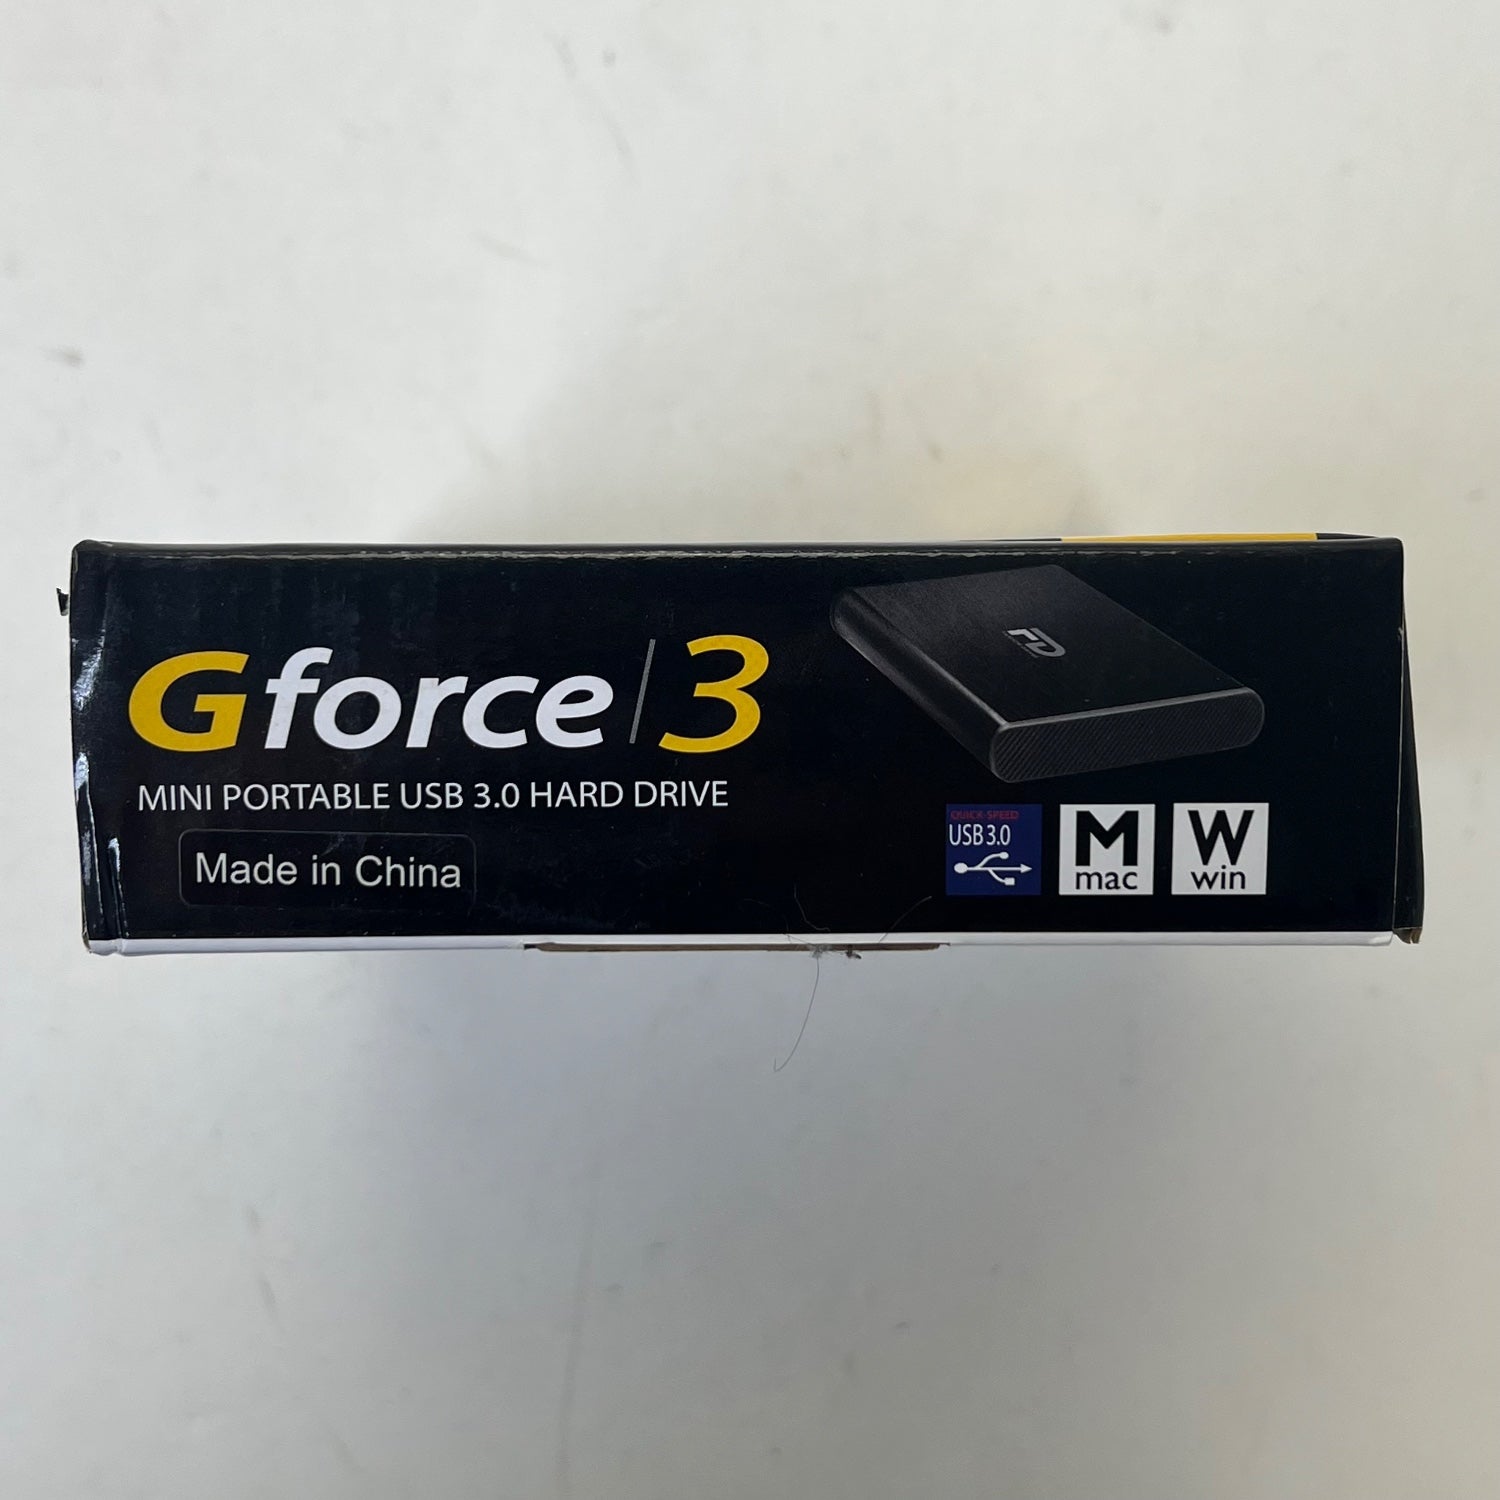 Gforce/3
MINI PORTABLE USB 3.0 HARD DRIVE
Made in China
FD
QUICK-SPEED
USB 3.0
M
mac
W
win